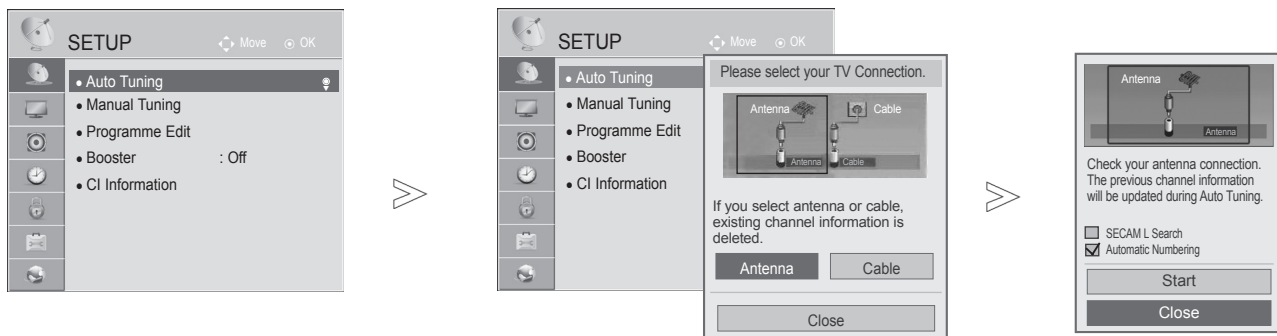 SETUP
Move OK
• Auto Tuning
• Manual Tuning
• Programme Edit
• Booster : Off
• CI Information
SETUP
Move OK
• Auto Tuning
• Manual Tuning
• Programme Edit
• Booster
• CI Information
Please select your TV Connection.
Antenna Cable
Antenna Cable
If you select antenna or cable,
existing channel information is
deleted.
Antenna Cable
Close
Antenna
Antenna
Check your antenna connection.
The previous channel information
will be updated during Auto Tuning.
SECAM L Search
Automatic Numbering
Start
Close